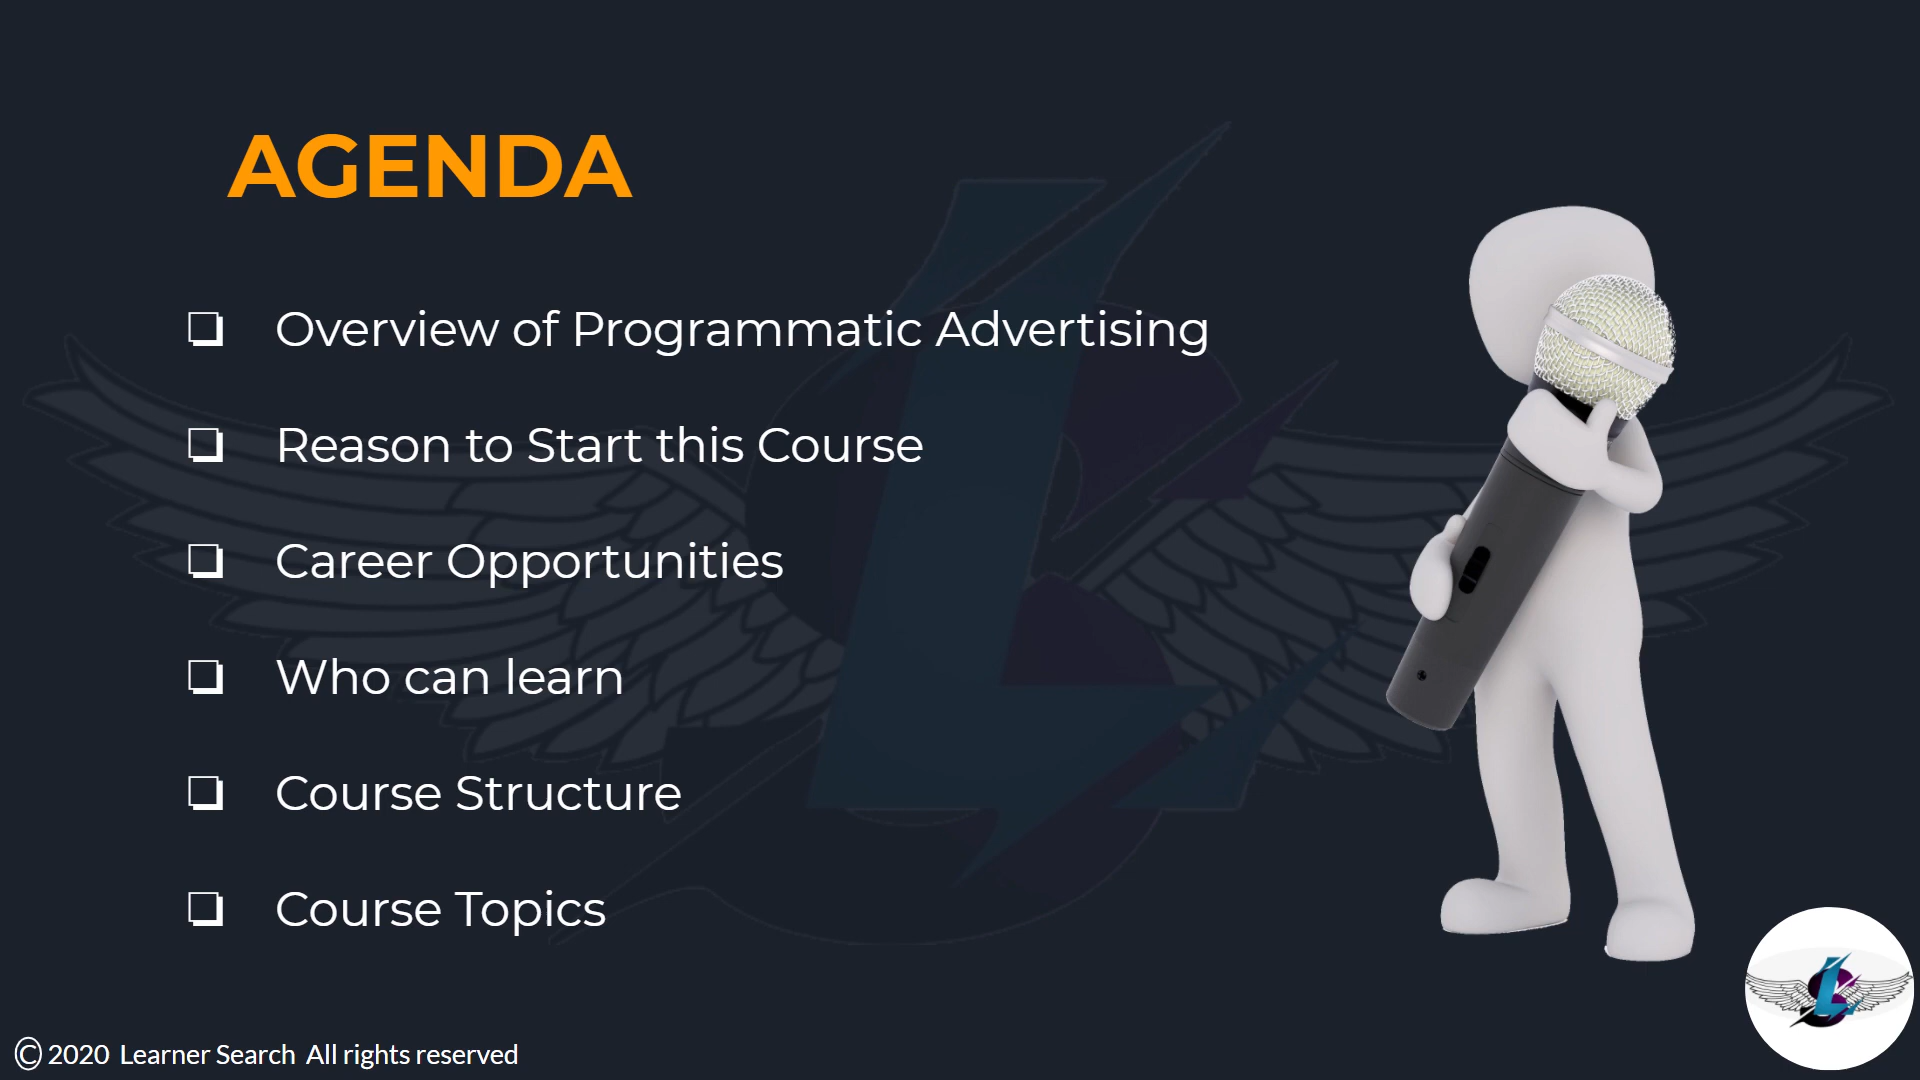 AGENDA
❏ Overview of Programmatic Advertising
❏ Reason to Start this Course
❏ Career Opportunities
❏ Who can learn
❏ Course Structure
❏ Course Topics
© 2020 Learner Search All rights reserved